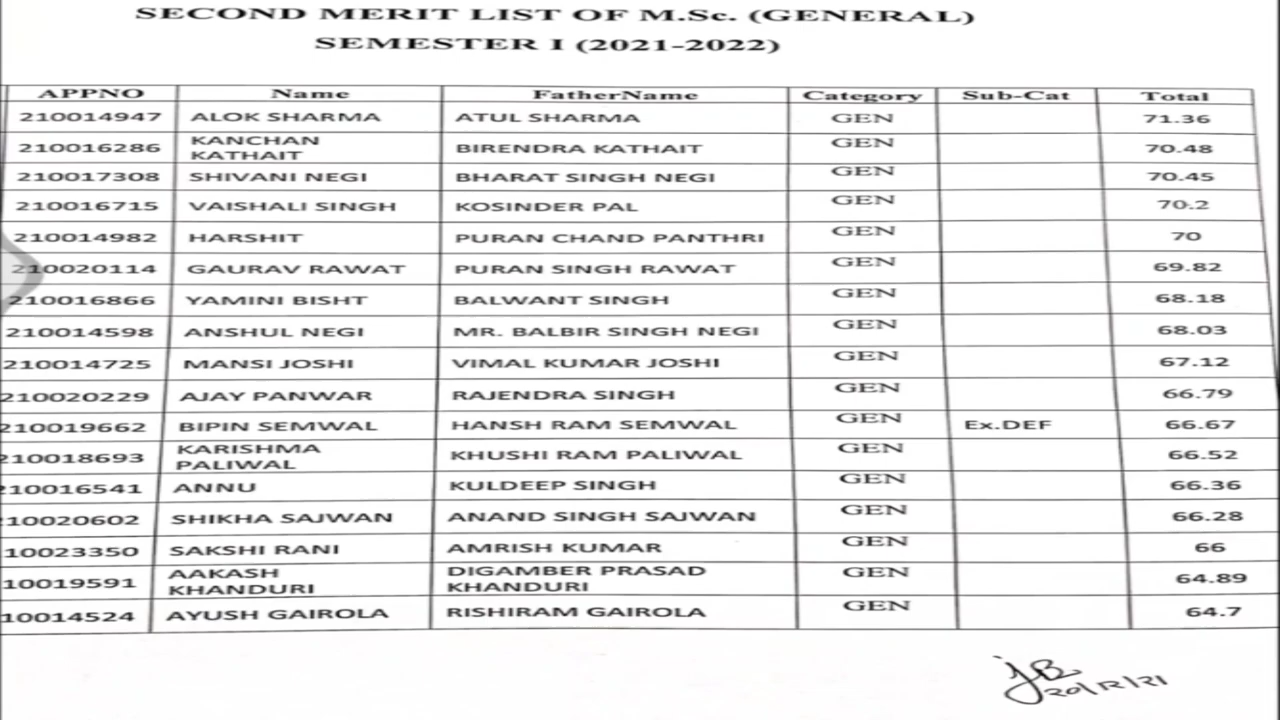 SECOND MERIT LIST OF M.Sc. (GENERAL)
SEMESTER I (2021-2022)
APPNO Name FatherName Category Sub-Cat Total
210014947 ALOK SHARMA ATUL SHARMA GEN 71.36
210016286 KANCHAN KATHAIT BIRENDRA KATHAIT GEN 70.48
210017308 SHIVANI NEGI BHARAT SINGH NEGI GEN 70.45
210016715 VAISHALI SINGH KOSINDER PAL GEN 70.2
210014982 HARSHIT PURAN CHAND PANTHRI GEN 70
210020114 GAURAV RAWAT PURAN SINGH RAWAT GEN 69.82
210016866 YAMINI BISHT BALWANT SINGH GEN 68.18
210014598 ANSHUL NEGI MR. BALBIR SINGH NEGI GEN 68.03
210014725 MANSI JOSHI VIMAL KUMAR JOSHI GEN 67.12
210020229 AJAY PANWAR RAJENDRA SINGH GEN 66.79
210019662 BIPIN SEMWAL HANSH RAM SEMWAL GEN Ex.DEF 66.67
210018693 KARISHMA PALIWAL KHUSHI RAM PALIWAL GEN 66.52
210016541 ANNU KULDEEP SINGH GEN 66.36
10020602 SHIKHA SAJWAN ANAND SINGH SAJWAN GEN 66.28
10023350 SAKSHI RANI AMRISH KUMAR GEN 66
10019591 AAKASH KHANDURI DIGAMBER PRASAD KHANDURI GEN 64.89
10014524 AYUSH GAIROLA RISHIRAM GAIROLA GEN 64.7
20/12/21